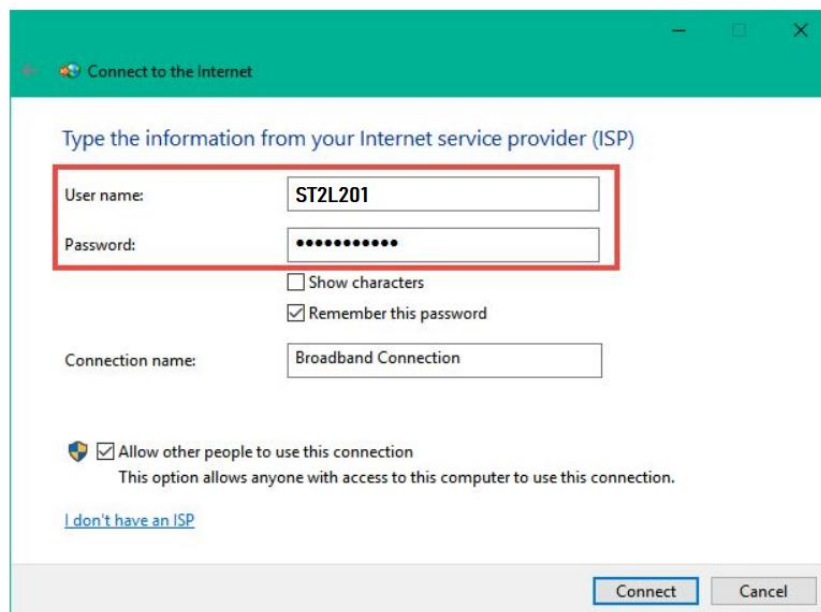 Connect to the Internet
Type the information from your Internet service provider (ISP)
User name: ST2L201
Password: •••••••••••
Show characters
Remember this password
Connection name: Broadband Connection
Allow other people to use this connection
This option allows anyone with access to this computer to use this connection.
I don't have an ISP
Connect Cancel